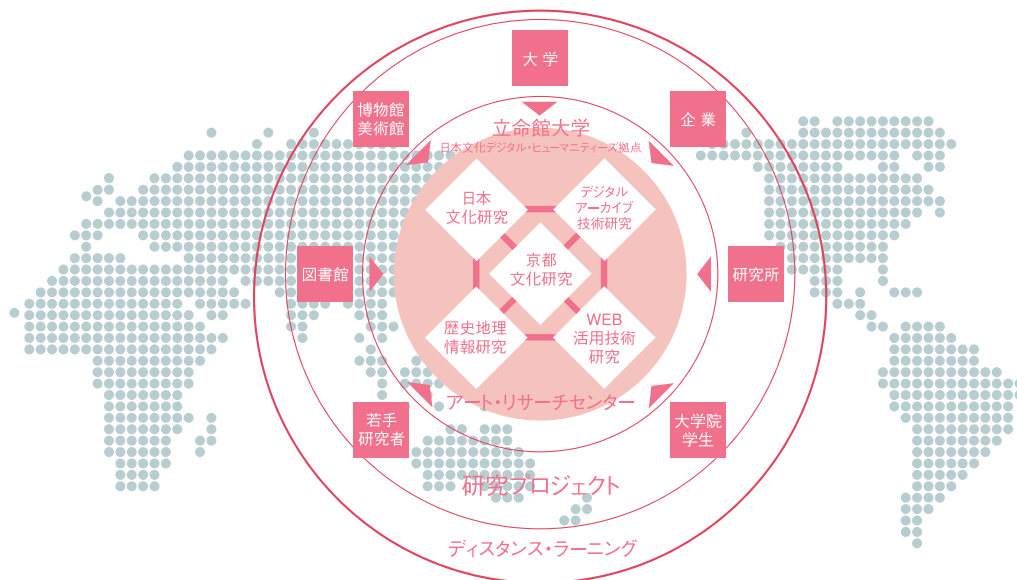 大学
博物館
美術館
企業
立命館大学
日本文化デジタル・ヒューマニティーズ拠点
日本
文化研究
デジタル
アーカイブ
技術研究
図書館
京都
文化研究
研究所
歴史地理
情報研究
WEB
活用技術
研究
アート・リサーチセンター
若手
研究者
大学院
学生
研究プロジェクト
ディスタンス・ラーニング